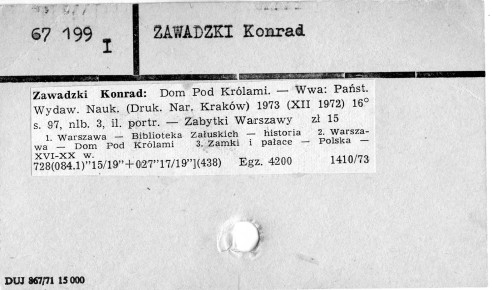 67 199 I
ZAWADZKI Konrad
Zawadzki Konrad: Dom Pod Królami. — Wwa: Państ.
Wydaw. Nauk. (Druk. Nar. Kraków) 1973 (XII 1972) 16°
s. 97, nlb. 3, il. portr. — Zabytki Warszawy zł 15
1. Warszawa — Biblioteka Załuskich — historia 2. Warsza-
wa — Dom Pod Królami 3. Zamki i pałace — Polska —
XVI-XX w.
728(084.1)"15/19"+027"17/19"](438) Egz. 4200 1410/73
DUJ 867/71 15 000